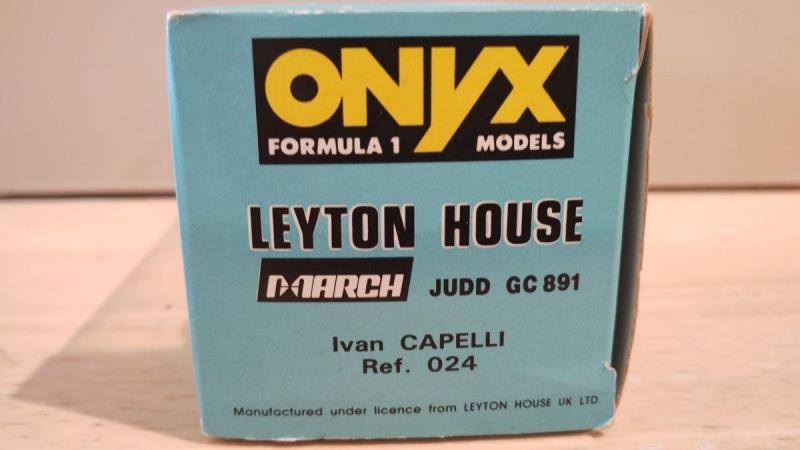 ONYX
FORMULA 1 MODELS
LEYTON HOUSE
MARCH JUDD GC 891
Ivan CAPELLI
Ref. 024
Manufactured under licence from LEYTON HOUSE UK LTD.